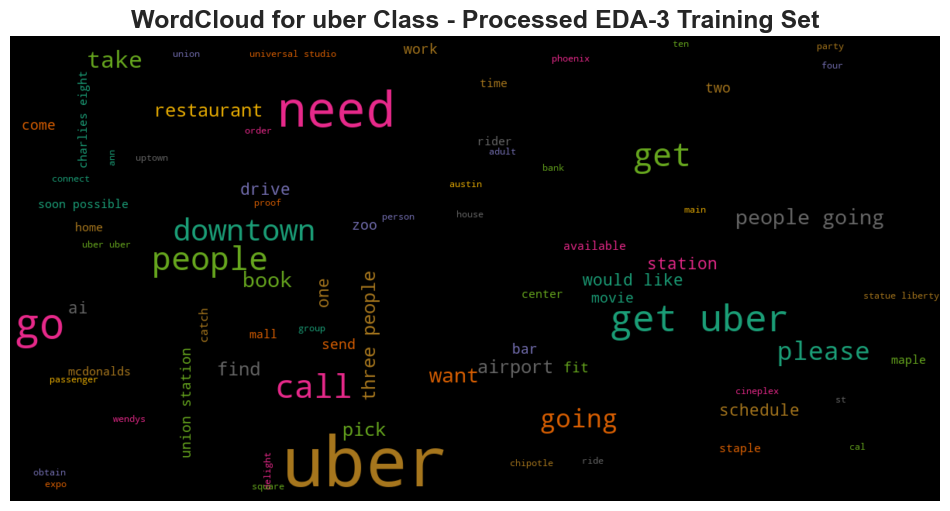 WordCloud for uber Class - Processed EDA-3 Training Set
take
union
universal studio
work
ten
party
phoenix
four
charlies eight
need
time
two
restaurant
come
order
rider
adult
get
ann
uptown
bank
connect
drive
austin
soon possible
proof
person
house
main
people going
home
downtown
zoo
uber uber
people
available
station
book
would like
one
three people
center
movie
statue liberty
go
ai
catch
group
get uber
mall
send
bar
please
maple
union station
mcdonalds
find
airport
fit
passenger
call
want
cineplex
st
wendys
going
schedule
pick
staple
cal
uber
chipotle
ride
obtain
expo
delight
square